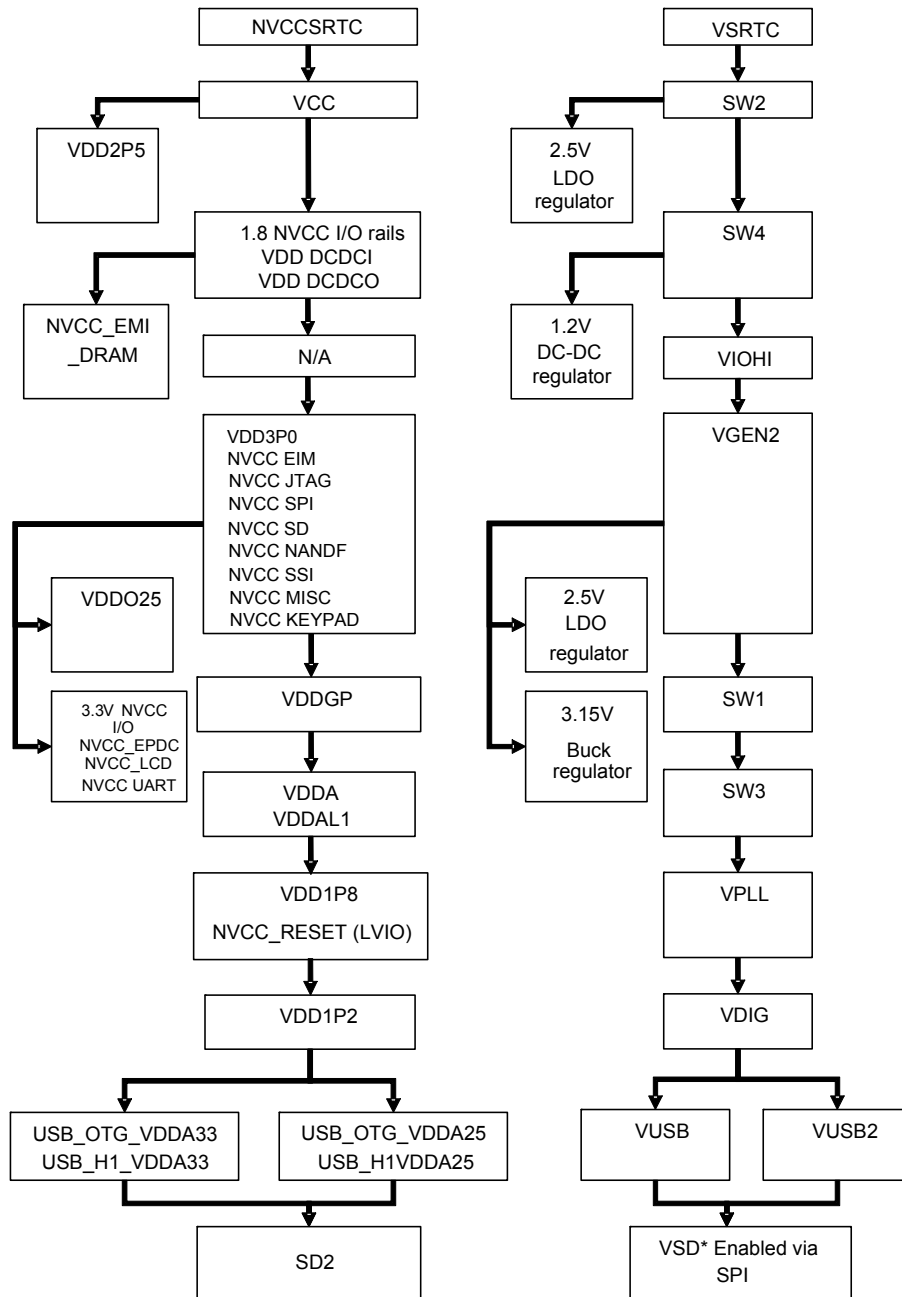 NVCCSRTC
VCC
VDD2P5
1.8 NVCC I/O rails
VDD DCDCI
VDD DCDCO
NVCC_EMI
_DRAM
N/A
VDD3P0
NVCC EIM
NVCC JTAG
NVCC SPI
NVCC SD
NVCC NANDF
NVCC SSI
NVCC MISC
NVCC KEYPAD
VDDO25
3.3V NVCC
I/O
NVCC_EPDC
NVCC_LCD
NVCC UART
VDDGP
VDDA
VDDAL1
VDD1P8
NVCC_RESET (LVIO)
VDD1P2
USB_OTG_VDDA33
USB_H1_VDDA33
USB_OTG_VDDA25
USB_H1VDDA25
SD2
VSRTC
SW2
2.5V
LDO
regulator
SW4
1.2V
DC-DC
regulator
VIOHI
VGEN2
2.5V
LDO
regulator
3.15V
Buck
regulator
SW1
SW3
VPLL
VDIG
VUSB
VUSB2
VSD* Enabled via
SPI